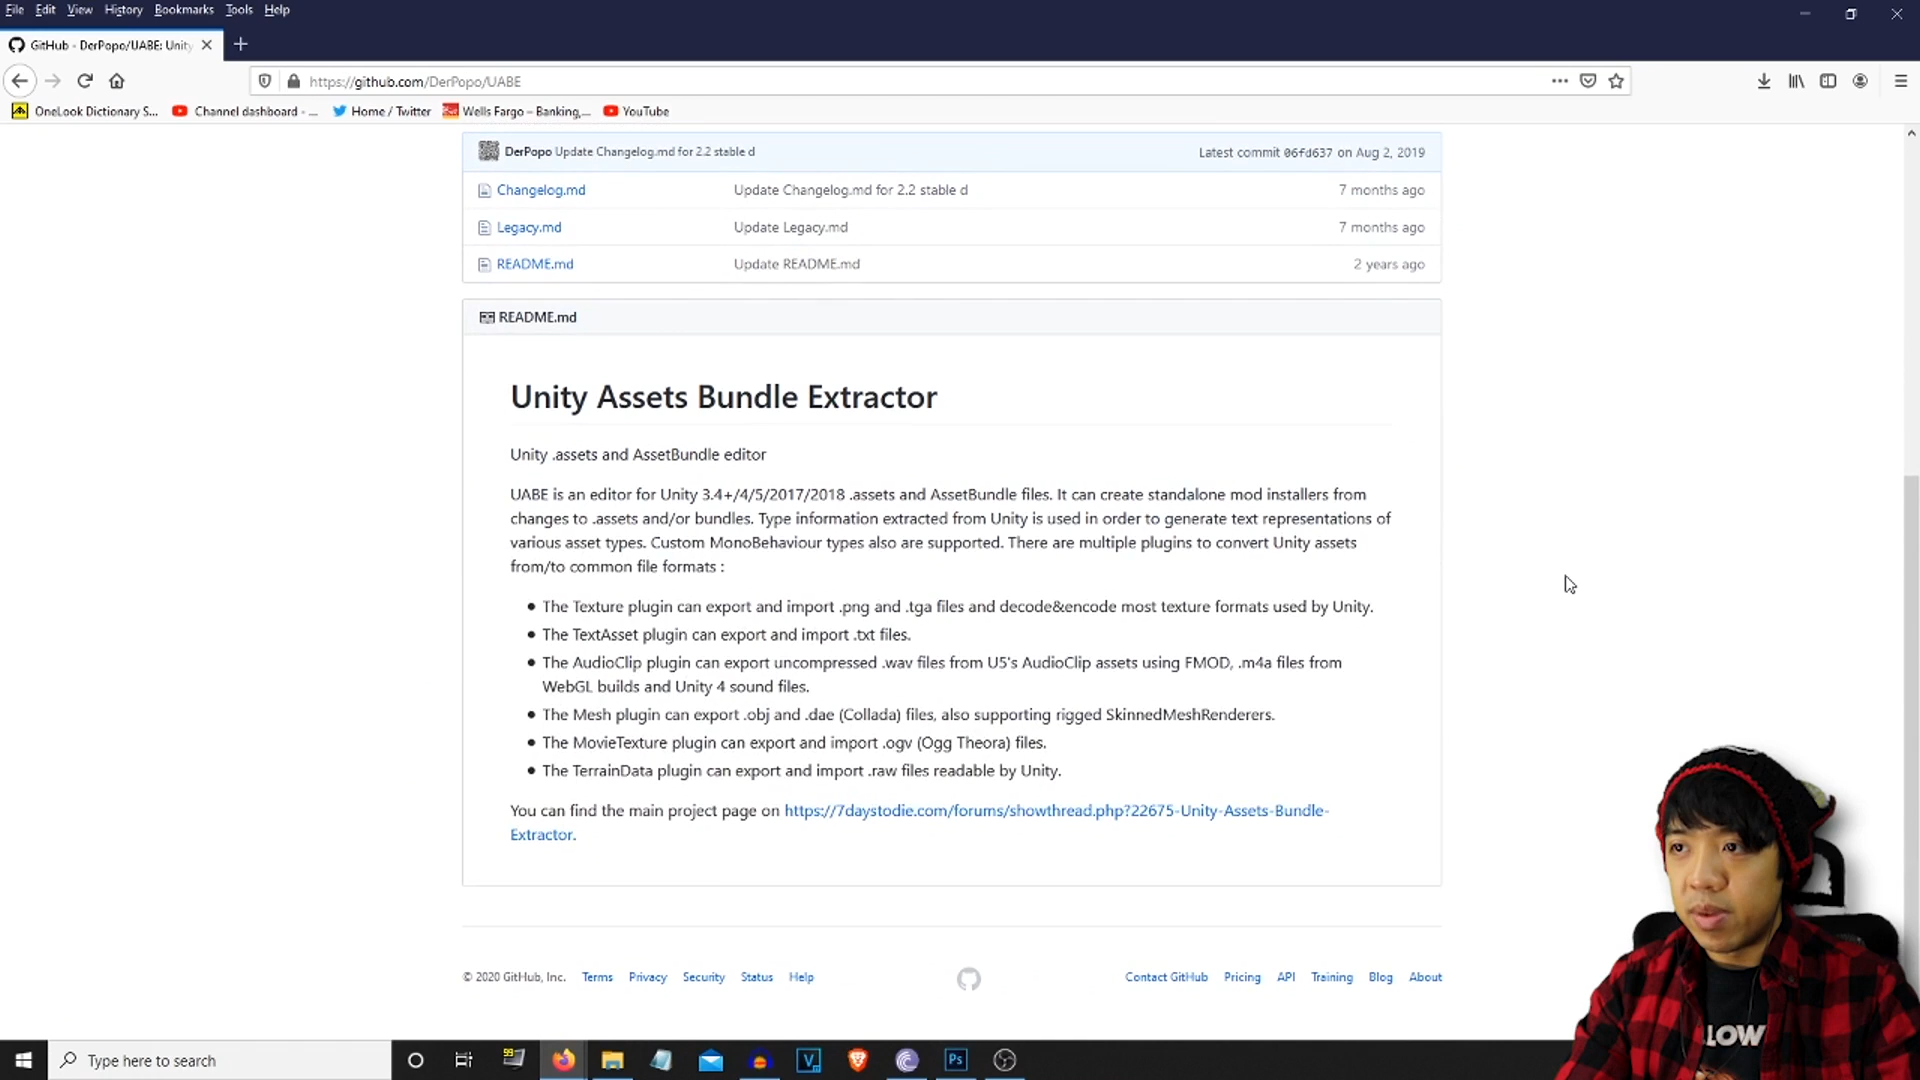 File Edit View History Bookmarks Tools Help
GitHub - DerPopo/UABE: Unity
https://github.com/DerPopo/UABE
OneLook Dictionary S... Channel dashboard - ... Home / Twitter Wells Fargo – Banking,... YouTube
DerPopo Update Changelog.md for 2.2 stable d Latest commit 06fd637 on Aug 2, 2019
Changelog.md Update Changelog.md for 2.2 stable d 7 months ago
Legacy.md Update Legacy.md 7 months ago
README.md Update README.md 2 years ago
README.md
Unity Assets Bundle Extractor
Unity .assets and AssetBundle editor
UABE is an editor for Unity 3.4+/4/5/2017/2018 .assets and AssetBundle files. It can create standalone mod installers from
changes to .assets and/or bundles. Type information extracted from Unity is used in order to generate text representations of
various asset types. Custom MonoBehaviour types also are supported. There are multiple plugins to convert Unity assets
from/to common file formats :
• The Texture plugin can export and import .png and .tga files and decode&encode most texture formats used by Unity.
• The TextAsset plugin can export and import .txt files.
• The AudioClip plugin can export uncompressed .wav files from U5's AudioClip assets using FMOD, .m4a files from
WebGL builds and Unity 4 sound files.
• The Mesh plugin can export .obj and .dae (Collada) files, also supporting rigged SkinnedMeshRenderers.
• The MovieTexture plugin can export and import .ogv (Ogg Theora) files.
• The TerrainData plugin can export and import .raw files readable by Unity.
You can find the main project page on https://7daystodie.com/forums/showthread.php?22675-Unity-Assets-Bundle-
Extractor.
© 2020 GitHub, Inc. Terms Privacy Security Status Help Contact GitHub Pricing API Training Blog About
LOW
Type here to search 99 V Ps